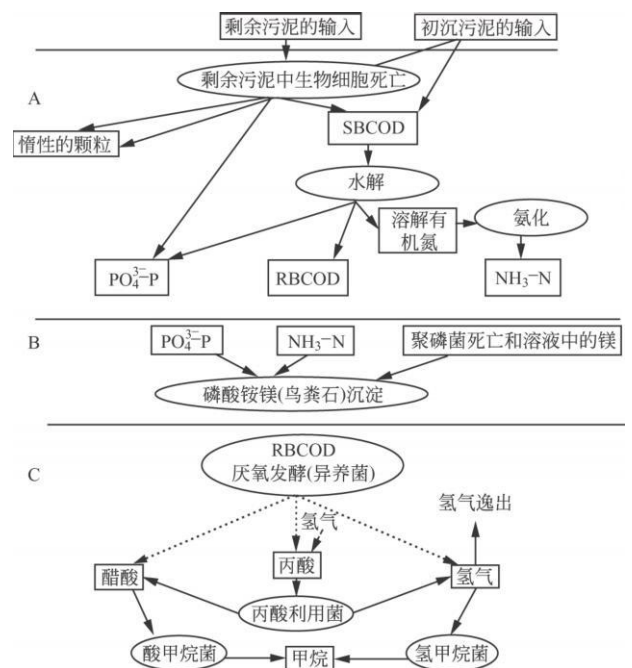 剩余污泥的输入
初沉污泥的输入
剩余污泥中生物细胞死亡
A
惰性的颗粒
SBCOD
水解
溶解有
机氮
氨化
PO₄³⁻-P
RBCOD
NH₃-N
B
PO₄³⁻-P
NH₃-N
聚磷菌死亡和溶液中的镁
磷酸铵镁(鸟粪石)沉淀
C
RBCOD
厌氧发酵(异养菌)
氢气逸出
氢气
醋酸
丙酸
氢气
丙酸利用菌
酸甲烷菌
甲烷
氢甲烷菌